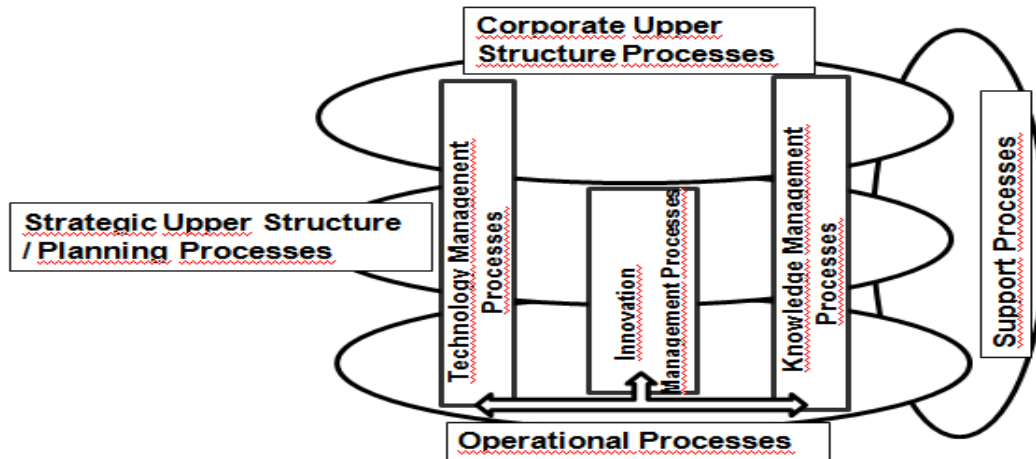 Corporate Upper
Structure Processes
Strategic Upper Structure
/ Planning Processes
Technology Management
Processes
Innovation
Management Processes
Knowledge Management
Processes
Support Processes
Operational Processes